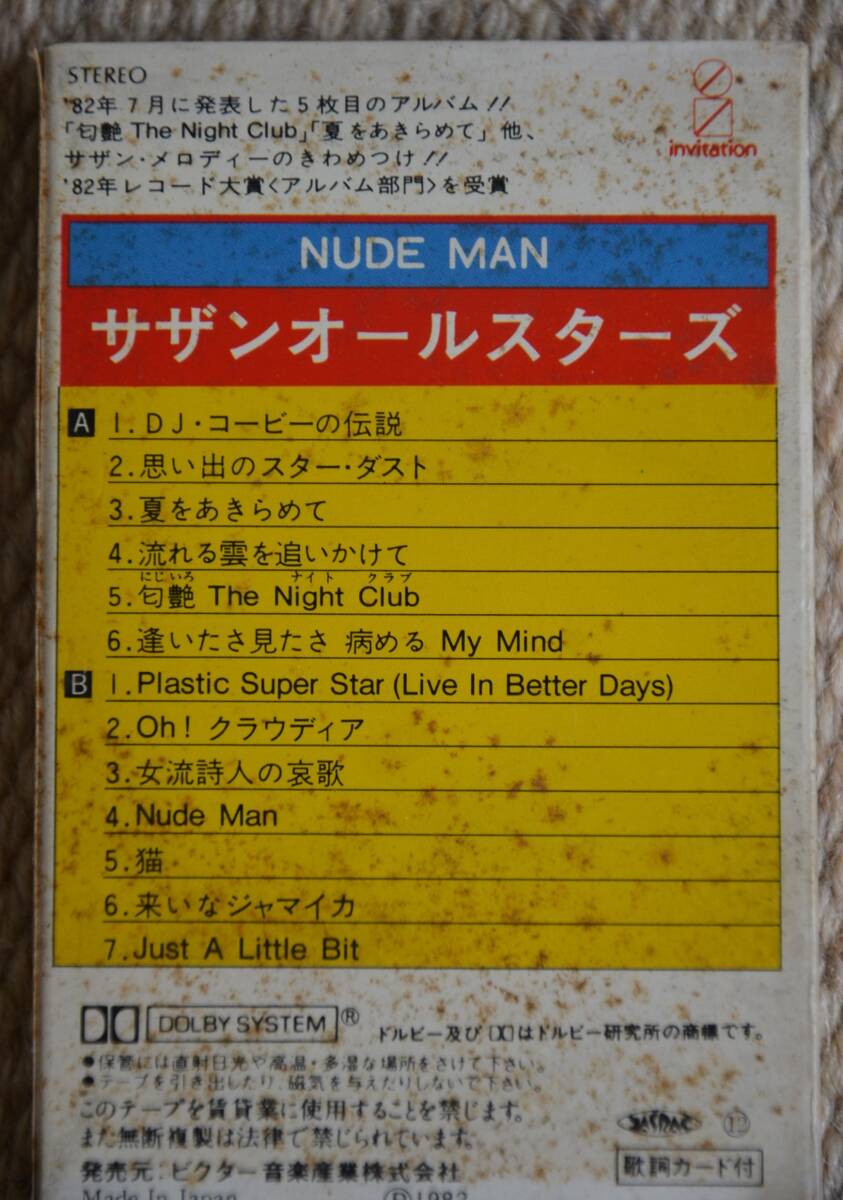 STEREO
'82年7月に発表した5枚目のアルバム!!
「匂艶 The Night Club」「夏をあきらめて」他、
サザン・メロディーのきわめつけ!!
'82年レコード大賞〈アルバム部門〉を受賞
invitation
NUDE MAN
サザンオールスターズ
A 1.DJ・コービーの伝説
2.思い出のスター・ダスト
3.夏をあきらめて
4.流れる雲を追いかけて
にじいろ ナイト クラブ
5.匂艶 The Night Club
6.逢いたさ見たさ 病める My Mind
B 1.Plastic Super Star (Live In Better Days)
2.Oh! クラウディア
3.女流詩人の哀歌
4.Nude Man
5.猫
6.来いなジャマイカ
7.Just A Little Bit
DOLBY SYSTEM® ドルビー及びはドルビー研究所の商標です。
●保管には直射日光や高温・多湿な場所をさけて下さい。
●テープを引き出したり、磁気を与えたりしないで下さい。
このテープを賃貸業に使用することを禁じます。
また無断複製は法律で禁じられています。
JASRAC ⑫
発売元.ビクター音楽産業株式会社
歌詞カード付
Made In Japan Ⓟ1982